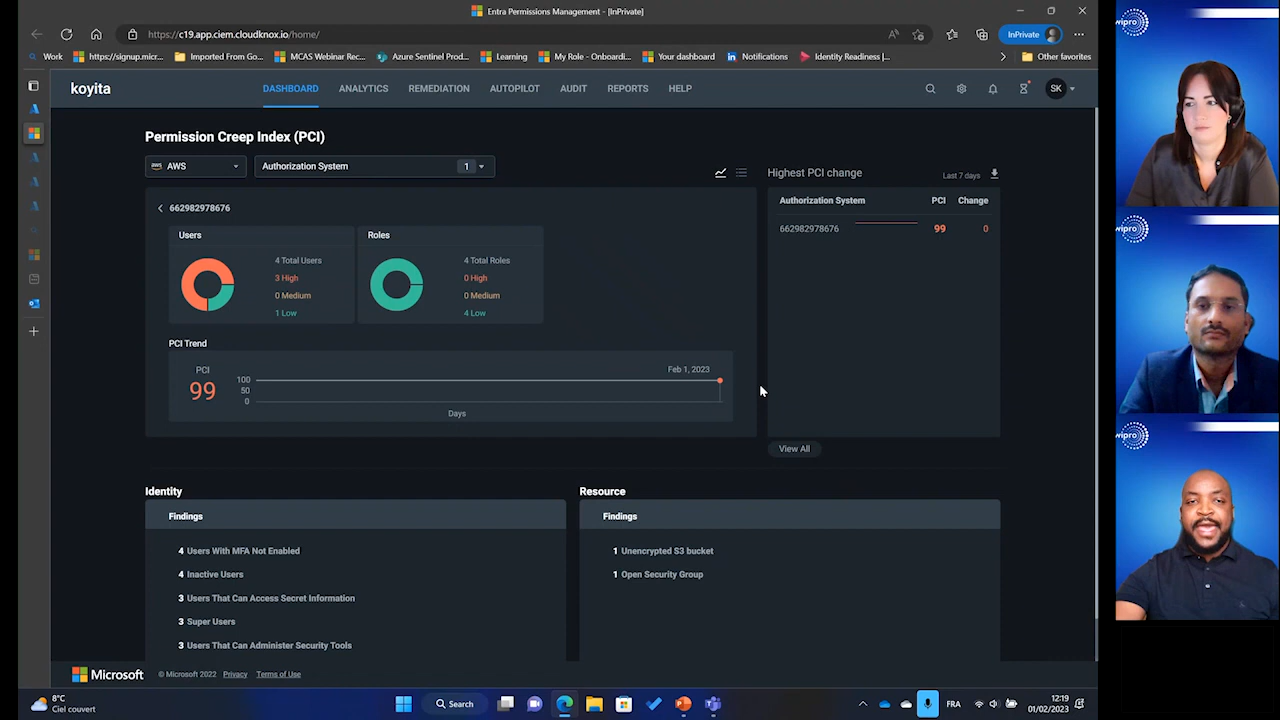 Entra Permissions Management - [InPrivate]
https://c19.app.ciem.cloudknox.io/home/
InPrivate
Work
https://signup.micr...
Imported From Go...
MCAS Webinar Rec...
Azure Sentinel Prod...
Learning
My Role - Onboardi...
Your dashboard
Notifications
Identity Readiness |...
Other favorites
koyita
DASHBOARD
ANALYTICS
REMEDIATION
AUTOPILOT
AUDIT
REPORTS
HELP
SK
Permission Creep Index (PCI)
aws AWS
Authorization System 1
662982978676
Users
4 Total Users
3 High
0 Medium
1 Low
Roles
4 Total Roles
0 High
0 Medium
4 Low
PCI Trend
PCI
99
100
50
0
Feb 1, 2023
Days
Highest PCI change
Last 7 days
Authorization System PCI Change
662982978676 99 0
View All
Identity
Findings
4 Users With MFA Not Enabled
4 Inactive Users
3 Users That Can Access Secret Information
3 Super Users
3 Users That Can Administer Security Tools
Resource
Findings
1 Unencrypted S3 bucket
1 Open Security Group
Microsoft © Microsoft 2022 Privacy Terms of Use
8°C
Ciel couvert
Search
FRA
12:19
01/02/2023
wipro
wipro
wipro